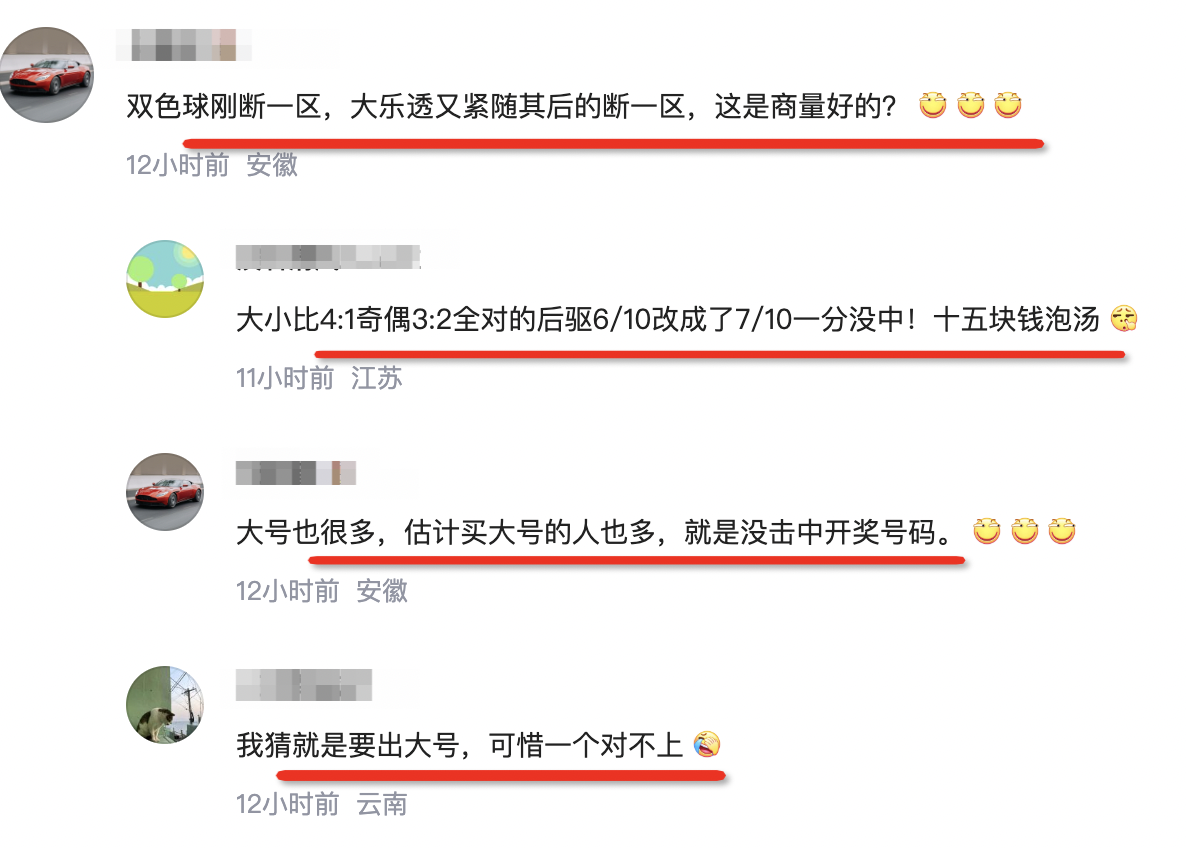 双色球刚断一区，大乐透又紧随其后的断一区，这是商量好的？
12小时前 安徽
大小比4:1奇偶3:2全对的后驱6/10改成了7/10一分没中！十五块钱泡汤
11小时前 江苏
大号也很多，估计买大号的人也多，就是没击中开奖号码。
12小时前 安徽
我猜就是要出大号，可惜一个对不上
12小时前 云南